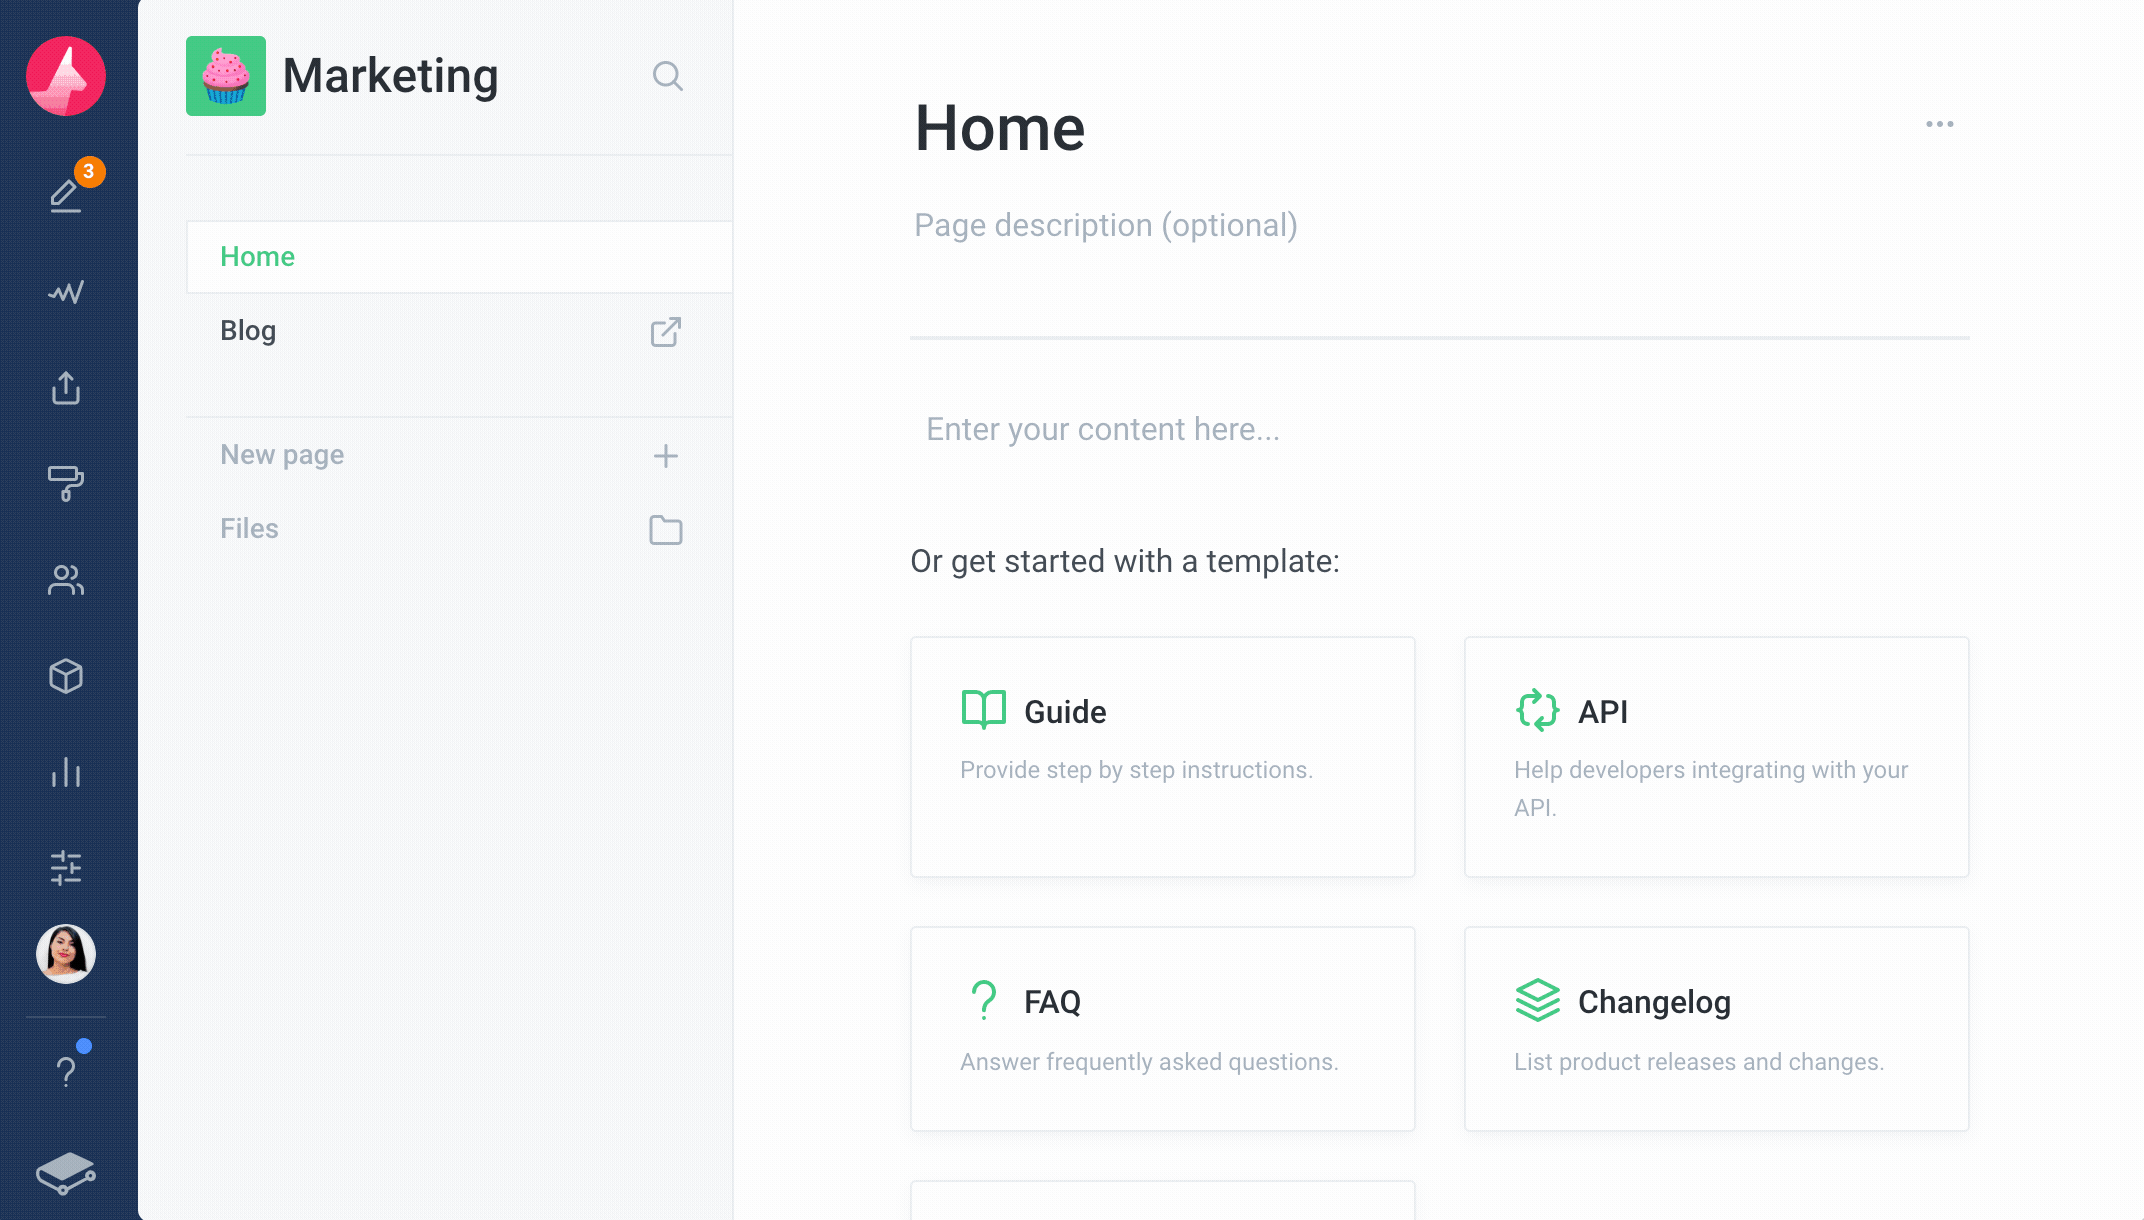 Marketing
3
Home
Blog
New page
Files
Home
Page description (optional)
Enter your content here...
Or get started with a template:
Guide
Provide step by step instructions.
API
Help developers integrating with your
API.
FAQ
Answer frequently asked questions.
Changelog
List product releases and changes.